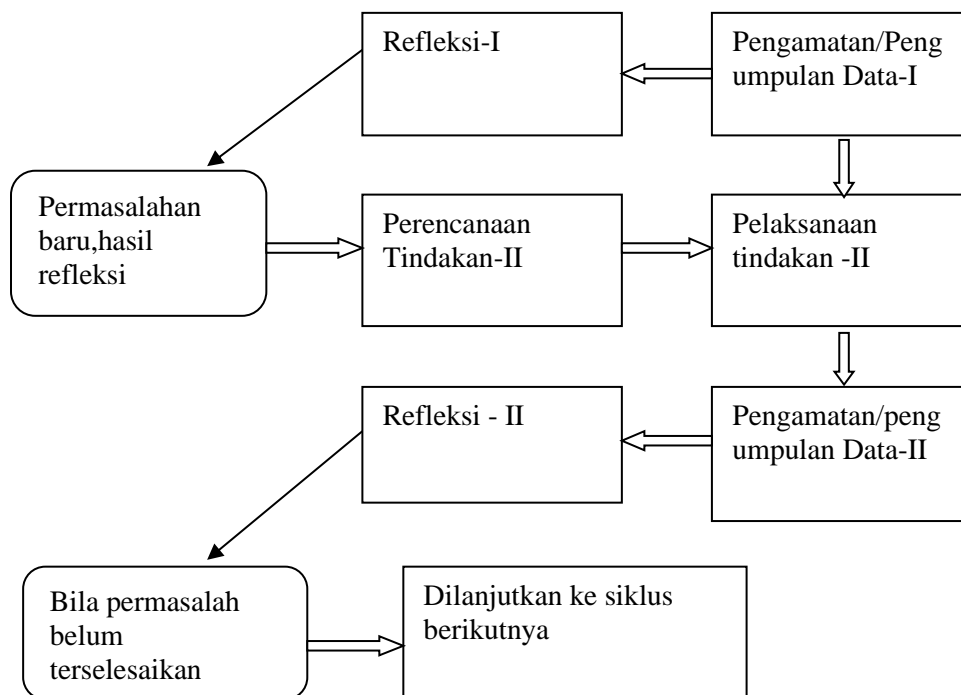 Refleksi-I
Pengamatan/Peng
umpulan Data-I
Permasalahan
baru,hasil
refleksi
Perencanaan
Tindakan-II
Pelaksanaan
tindakan -II
Refleksi - II
Pengamatan/peng
umpulan Data-II
Bila permasalah
belum
terselesaikan
Dilanjutkan ke siklus
berikutnya